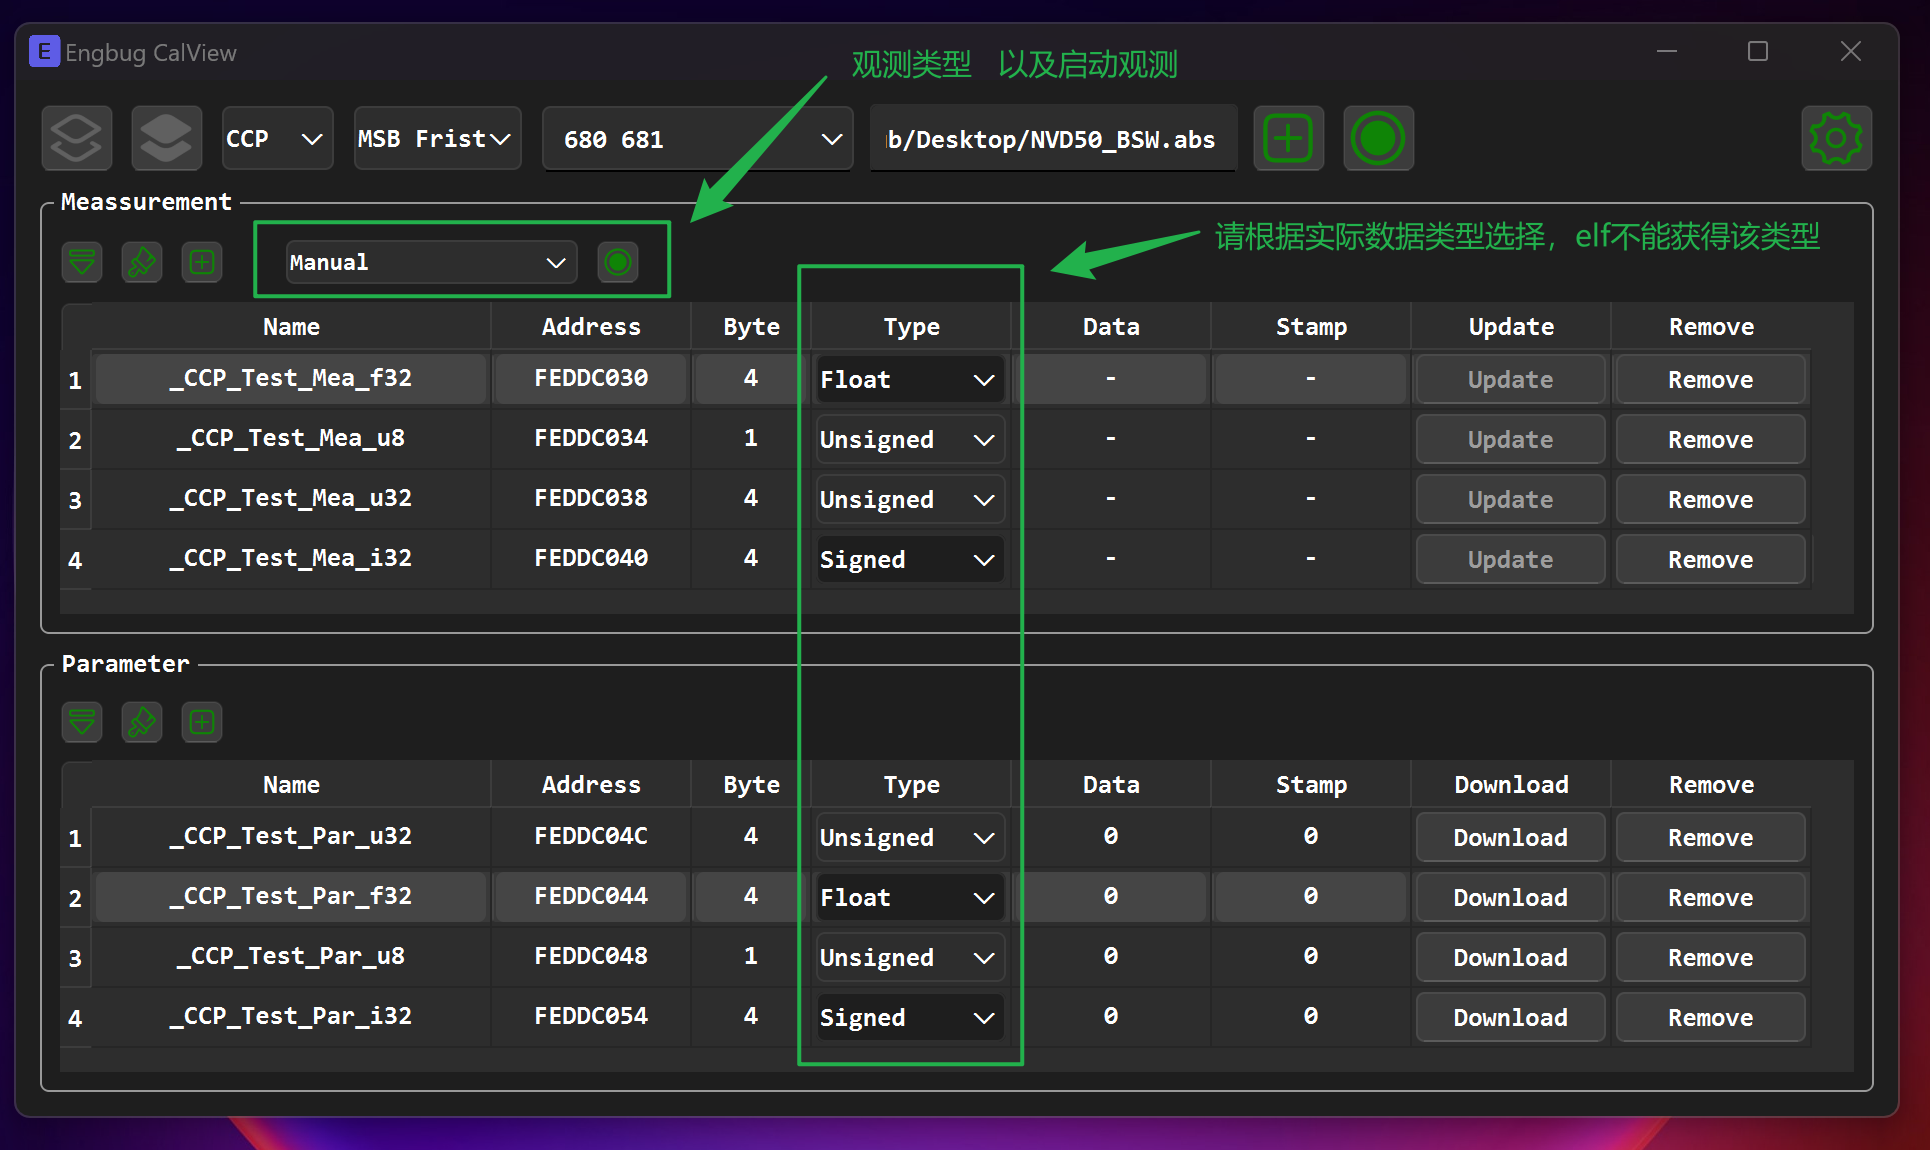 E Engbug CalView
观测类型 以及启动观测
CCP MSB Frist 680 681 b/Desktop/NVD50_BSW.abs
Meassurement
请根据实际数据类型选择，elf不能获得该类型
Manual
Name Address Byte Type Data Stamp Update Remove
1 _CCP_Test_Mea_f32 FEDDC030 4 Float - - Update Remove
2 _CCP_Test_Mea_u8 FEDDC034 1 Unsigned - - Update Remove
3 _CCP_Test_Mea_u32 FEDDC038 4 Unsigned - - Update Remove
4 _CCP_Test_Mea_i32 FEDDC040 4 Signed - - Update Remove
Parameter
Name Address Byte Type Data Stamp Download Remove
1 _CCP_Test_Par_u32 FEDDC04C 4 Unsigned 0 0 Download Remove
2 _CCP_Test_Par_f32 FEDDC044 4 Float 0 0 Download Remove
3 _CCP_Test_Par_u8 FEDDC048 1 Unsigned 0 0 Download Remove
4 _CCP_Test_Par_i32 FEDDC054 4 Signed 0 0 Download Remove